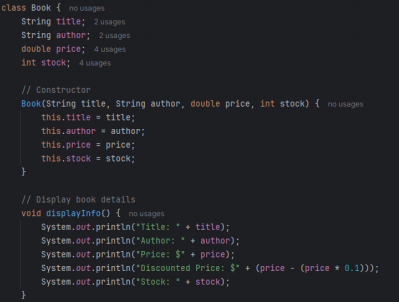 class Book {  no usages
    String title;  2 usages
    String author;  2 usages
    double price;  4 usages
    int stock;  4 usages

    // Constructor
    Book(String title, String author, double price, int stock) {  no usages
        this.title = title;
        this.author = author;
        this.price = price;
        this.stock = stock;
    }

    // Display book details
    void displayInfo() {  no usages
        System.out.println("Title: " + title);
        System.out.println("Author: " + author);
        System.out.println("Price: $" + price);
        System.out.println("Discounted Price: $" + (price - (price * 0.1)));
        System.out.println("Stock: " + stock);
    }